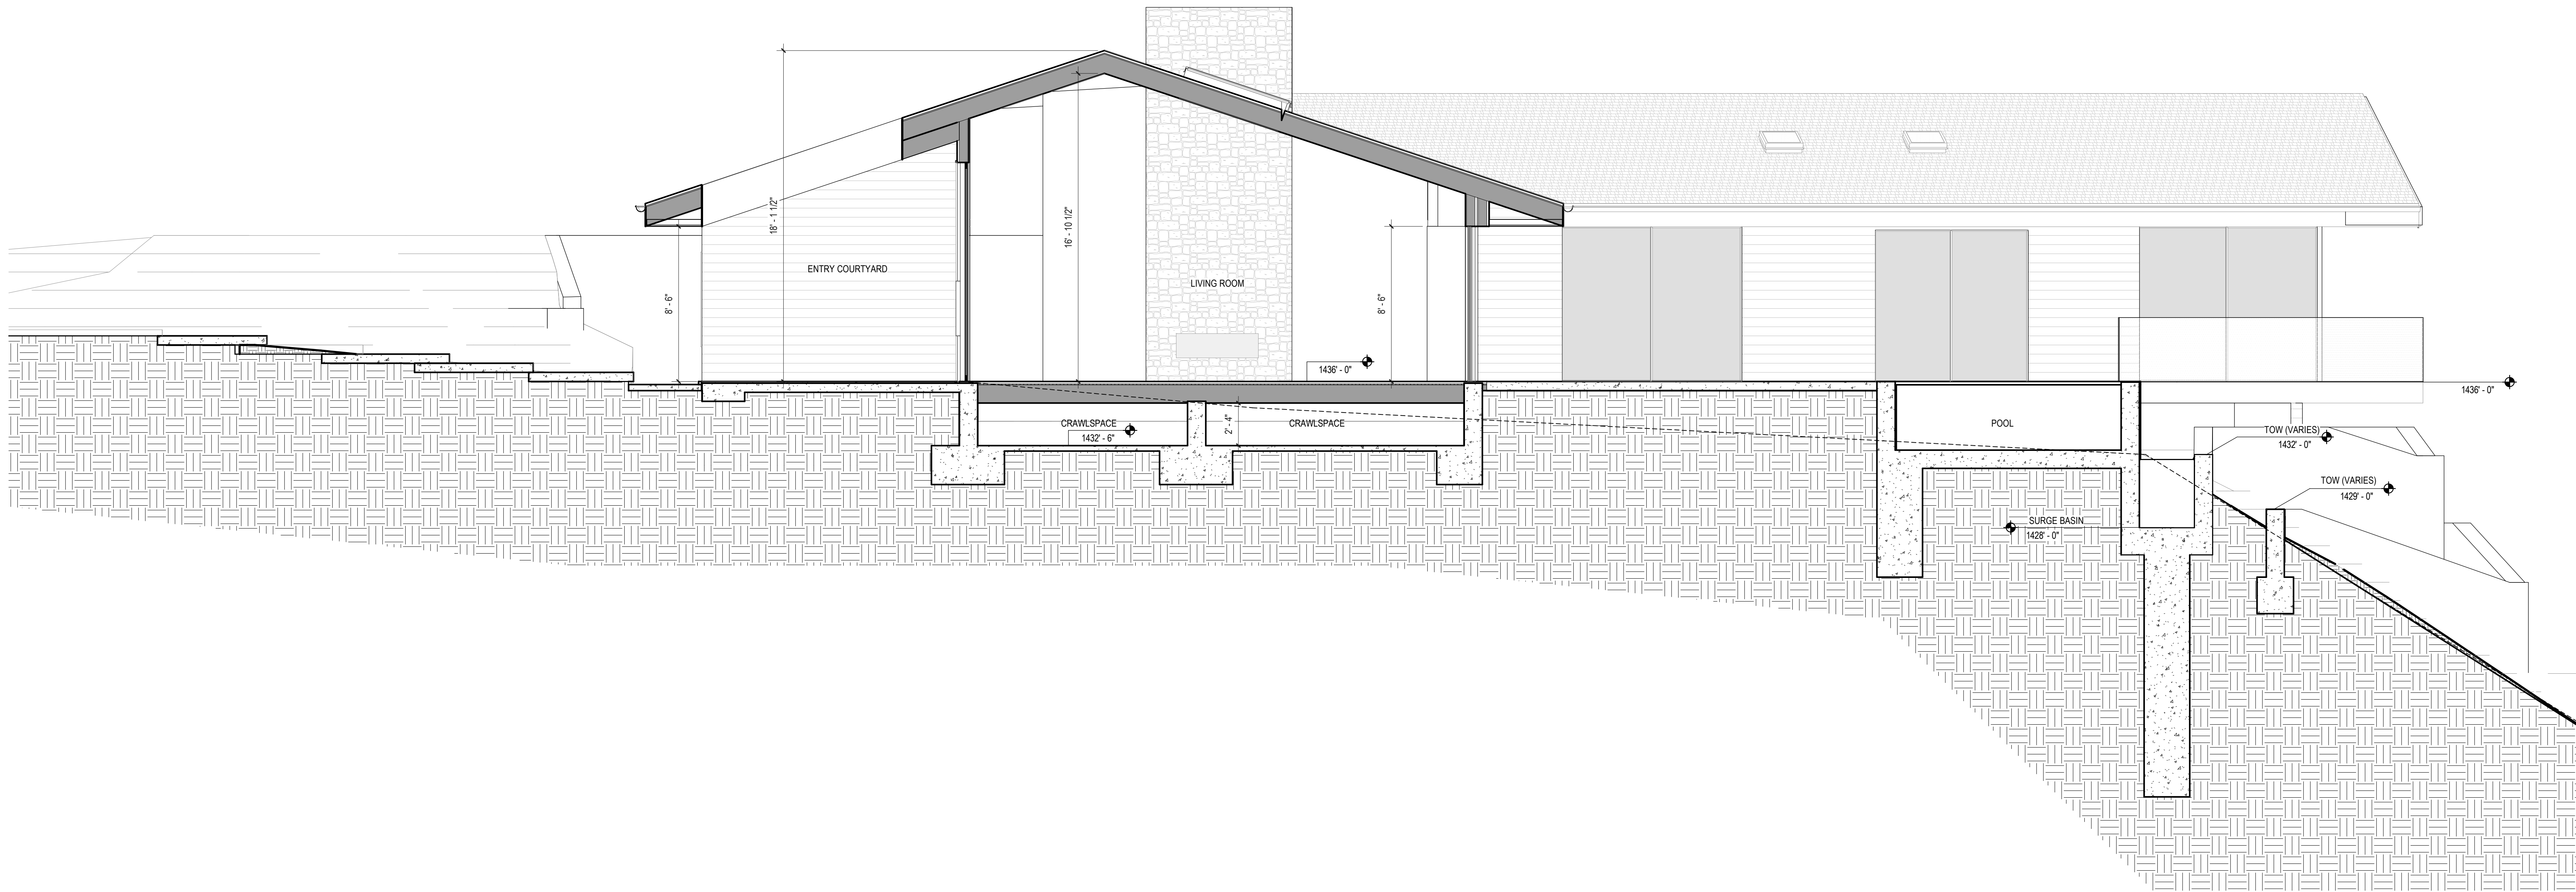 18' - 1 1/2"
16' - 10 1/2"
8' - 6"
ENTRY COURTYARD
LIVING ROOM
8' - 6"
1436' - 0"
1436' - 0"
CRAWLSPACE
1432' - 6"
2' - 4"
CRAWLSPACE
POOL
TOW (VARIES)
1432' - 0"
TOW (VARIES)
1429' - 0"
SURGE BASIN
1428' - 0"